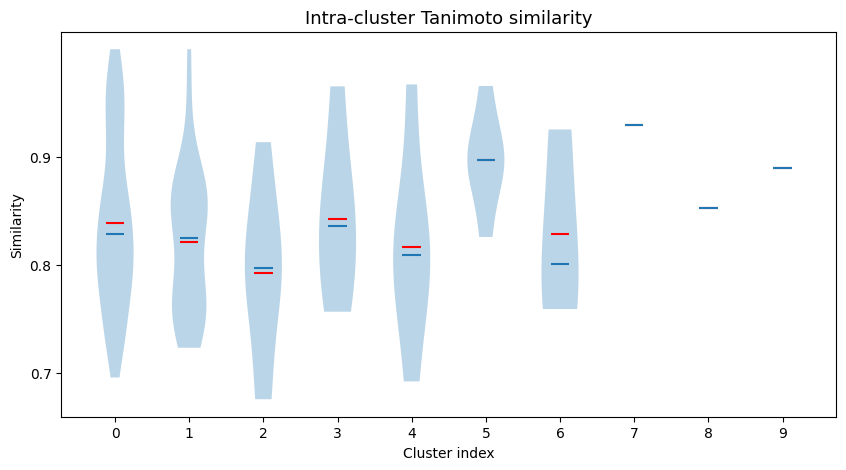 Intra-cluster Tanimoto similarity
Similarity
0.9
0.8
0.7
0 1 2 3 4 5 6 7 8 9
Cluster index